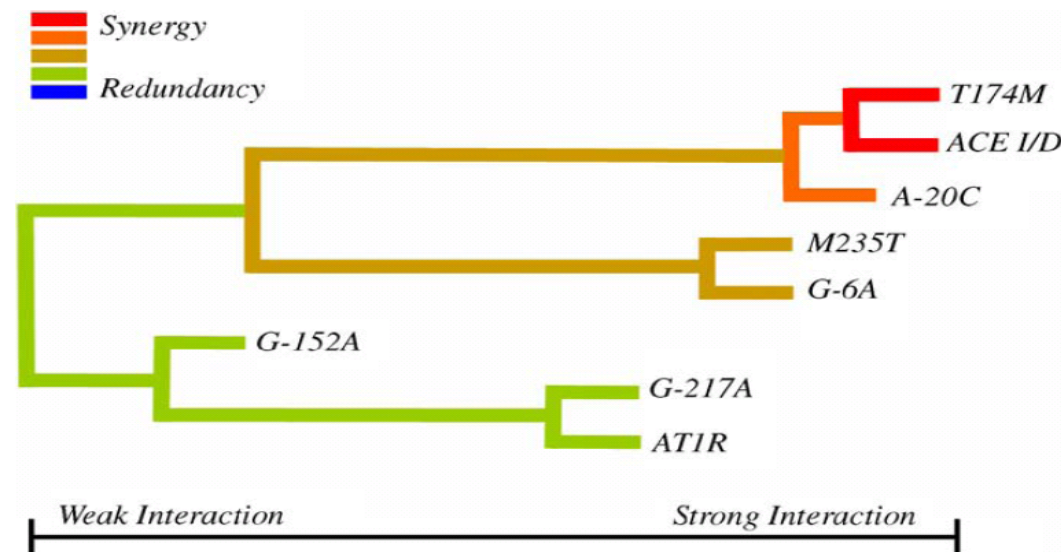 Synergy
Redundancy
T174M
ACE I/D
A-20C
M235T
G-6A
G-152A
G-217A
AT1R
Weak Interaction
Strong Interaction